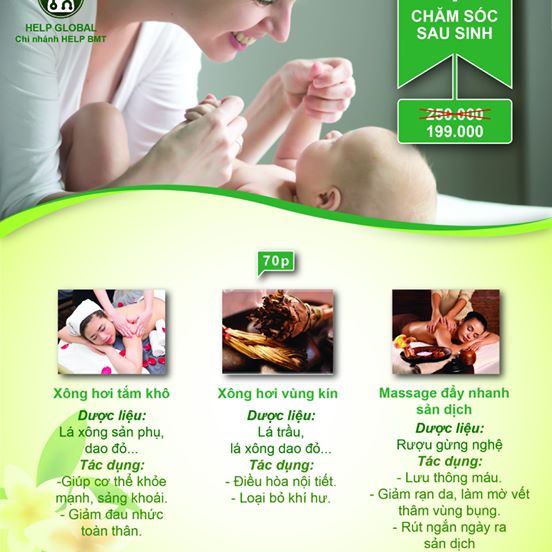 HELP GLOBAL
Chi nhánh HELP BMT
CHĂM SÓC
SAU SINH
250.000
199.000
70p
Xông hơi tắm khô
Dược liệu:
Lá xông sản phụ,
dao đỏ...
Tác dụng:
-Giúp cơ thể khỏe
mạnh, sảng khoái.
- Giảm đau nhức
toàn thân.
Xông hơi vùng kín
Dược liệu:
Lá trầu,
lá xông dao đỏ...
Tác dụng:
- Điều hòa nội tiết.
- Loại bỏ khí hư.
Massage đẩy nhanh
sản dịch
Dược liệu:
Rượu gừng nghệ
Tác dụng:
- Lưu thông máu.
- Giảm rạn da, làm mờ vết
thâm vùng bụng.
- Rút ngắn ngày ra
sản dịch